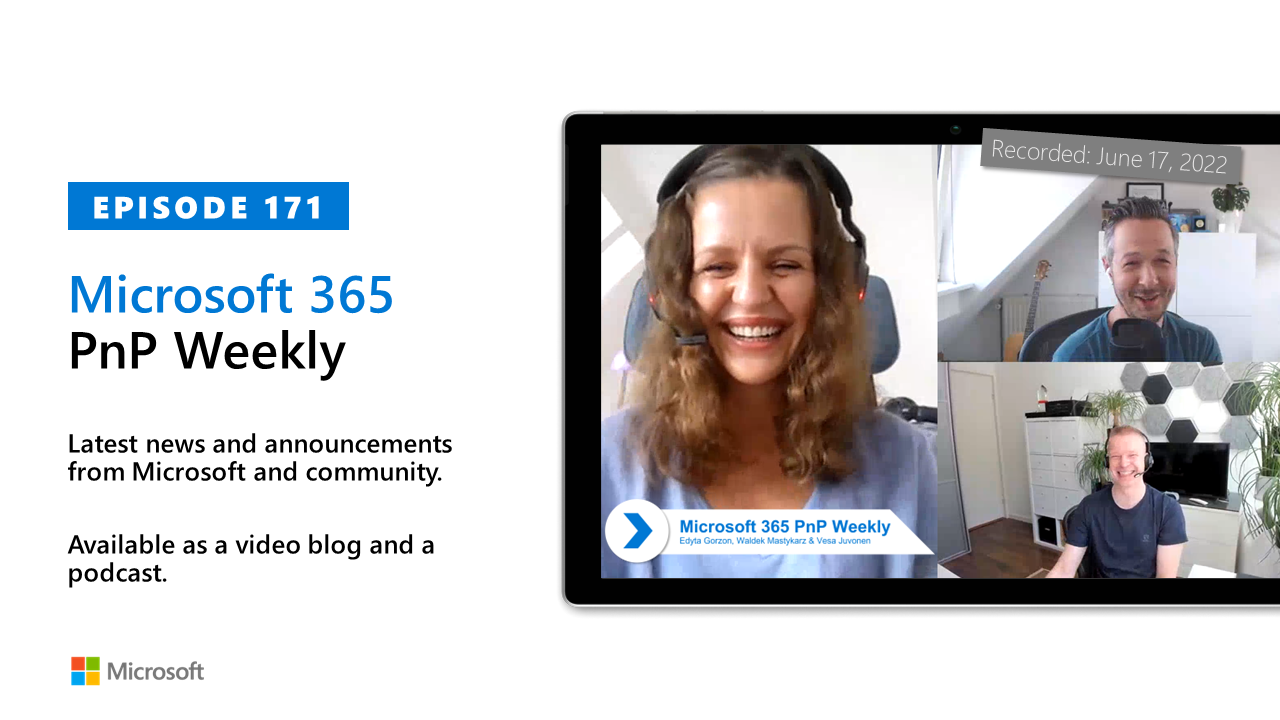 EPISODE 171
Microsoft 365
PnP Weekly
Latest news and announcements
from Microsoft and community.
Available as a video blog and a
podcast.
Microsoft
Recorded: June 17, 2022
Microsoft 365 PnP Weekly
Edyta Gorzon, Waldek Mastykarz & Vesa Juvonen